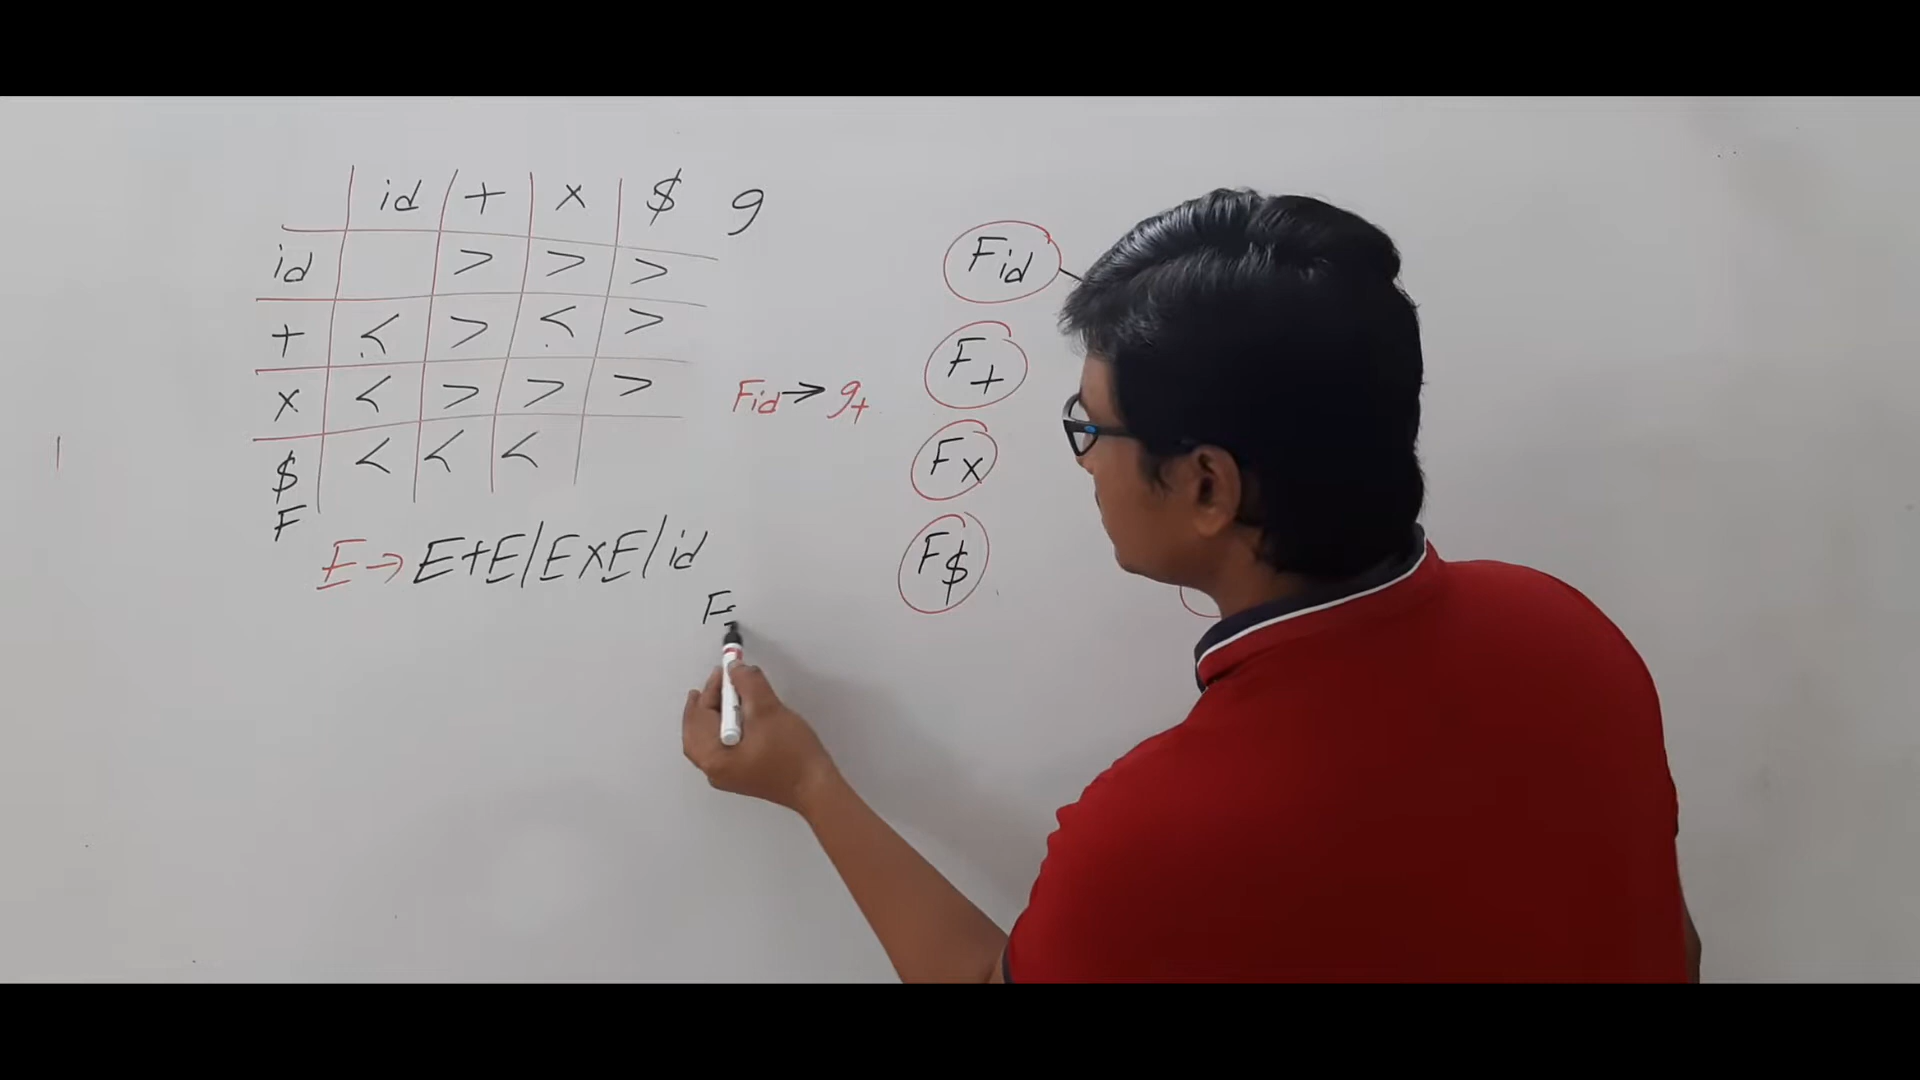 id + x $ g
id > > >
+ < > < >
x < > > >
$ < < <
F
E → E+E/ExE/id
Fid → g+
F
Fid
F+
Fx
F$